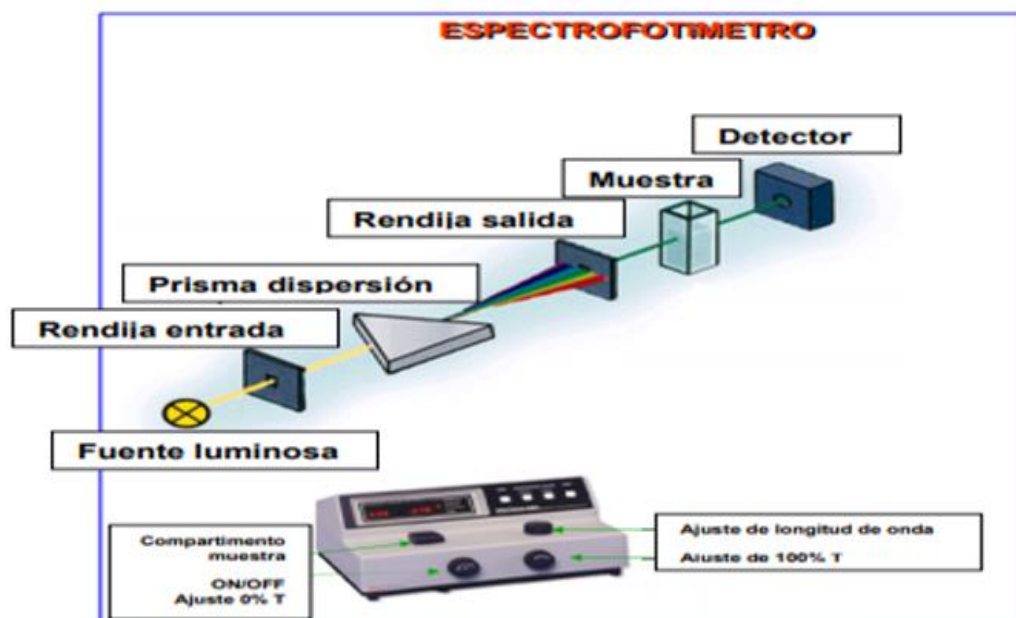 ESPECTROFOTÏMETRO
Detector
Muestra
Rendija salida
Prisma dispersión
Rendija entrada
Fuente luminosa
Compartimento
muestra
ON/OFF
Ajuste 0% T
Ajuste de longitud de onda
Ajuste de 100% T